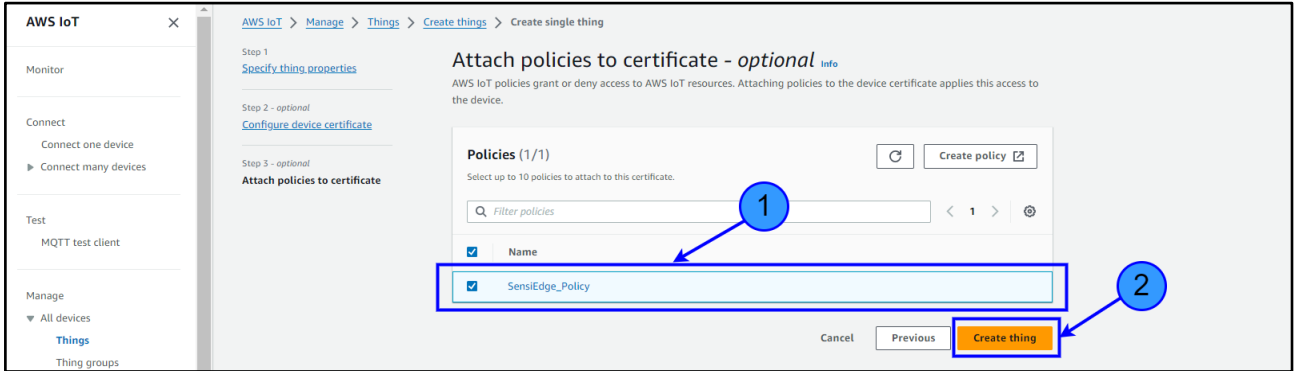 AWS IoT
Monitor
Connect
Connect one device
Connect many devices
Test
MQTT test client
Manage
All devices
Things
Thing groups
AWS IoT > Manage > Things > Create things > Create single thing
Step 1
Specify thing properties
Step 2 - optional
Configure device certificate
Step 3 - optional
Attach policies to certificate
Attach policies to certificate - optional Info
AWS IoT policies grant or deny access to AWS IoT resources. Attaching policies to the device certificate applies this access to
the device.
Policies (1/1)
Create policy
Select up to 10 policies to attach to this certificate.
Filter policies
1
< 1 >
Name
SensiEdge_Policy
2
Cancel Previous Create thing